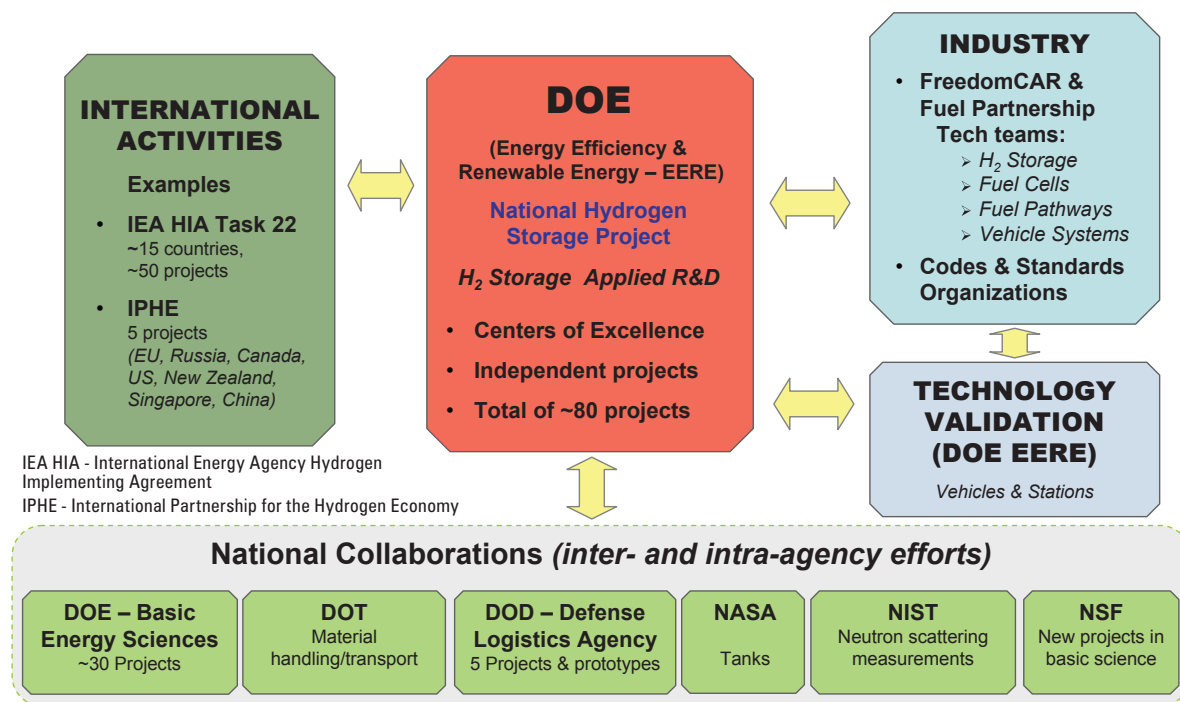 INTERNATIONAL
ACTIVITIES
Examples
• IEA HIA Task 22
~15 countries,
~50 projects
• IPHE
5 projects
(EU, Russia, Canada,
US, New Zealand,
Singapore, China)
IEA HIA - International Energy Agency Hydrogen
Implementing Agreement
IPHE - International Partnership for the Hydrogen Economy
DOE
(Energy Efficiency &
Renewable Energy – EERE)
National Hydrogen
Storage Project
H₂ Storage Applied R&D
• Centers of Excellence
• Independent projects
• Total of ~80 projects
INDUSTRY
• FreedomCAR &
Fuel Partnership
Tech teams:
➢ H₂ Storage
➢ Fuel Cells
➢ Fuel Pathways
➢ Vehicle Systems
• Codes & Standards
Organizations
TECHNOLOGY
VALIDATION
(DOE EERE)
Vehicles & Stations
National Collaborations (inter- and intra-agency efforts)
DOE – Basic
Energy Sciences
~30 Projects
DOT
Material
handling/transport
DOD – Defense
Logistics Agency
5 Projects & prototypes
NASA
Tanks
NIST
Neutron scattering
measurements
NSF
New projects in
basic science